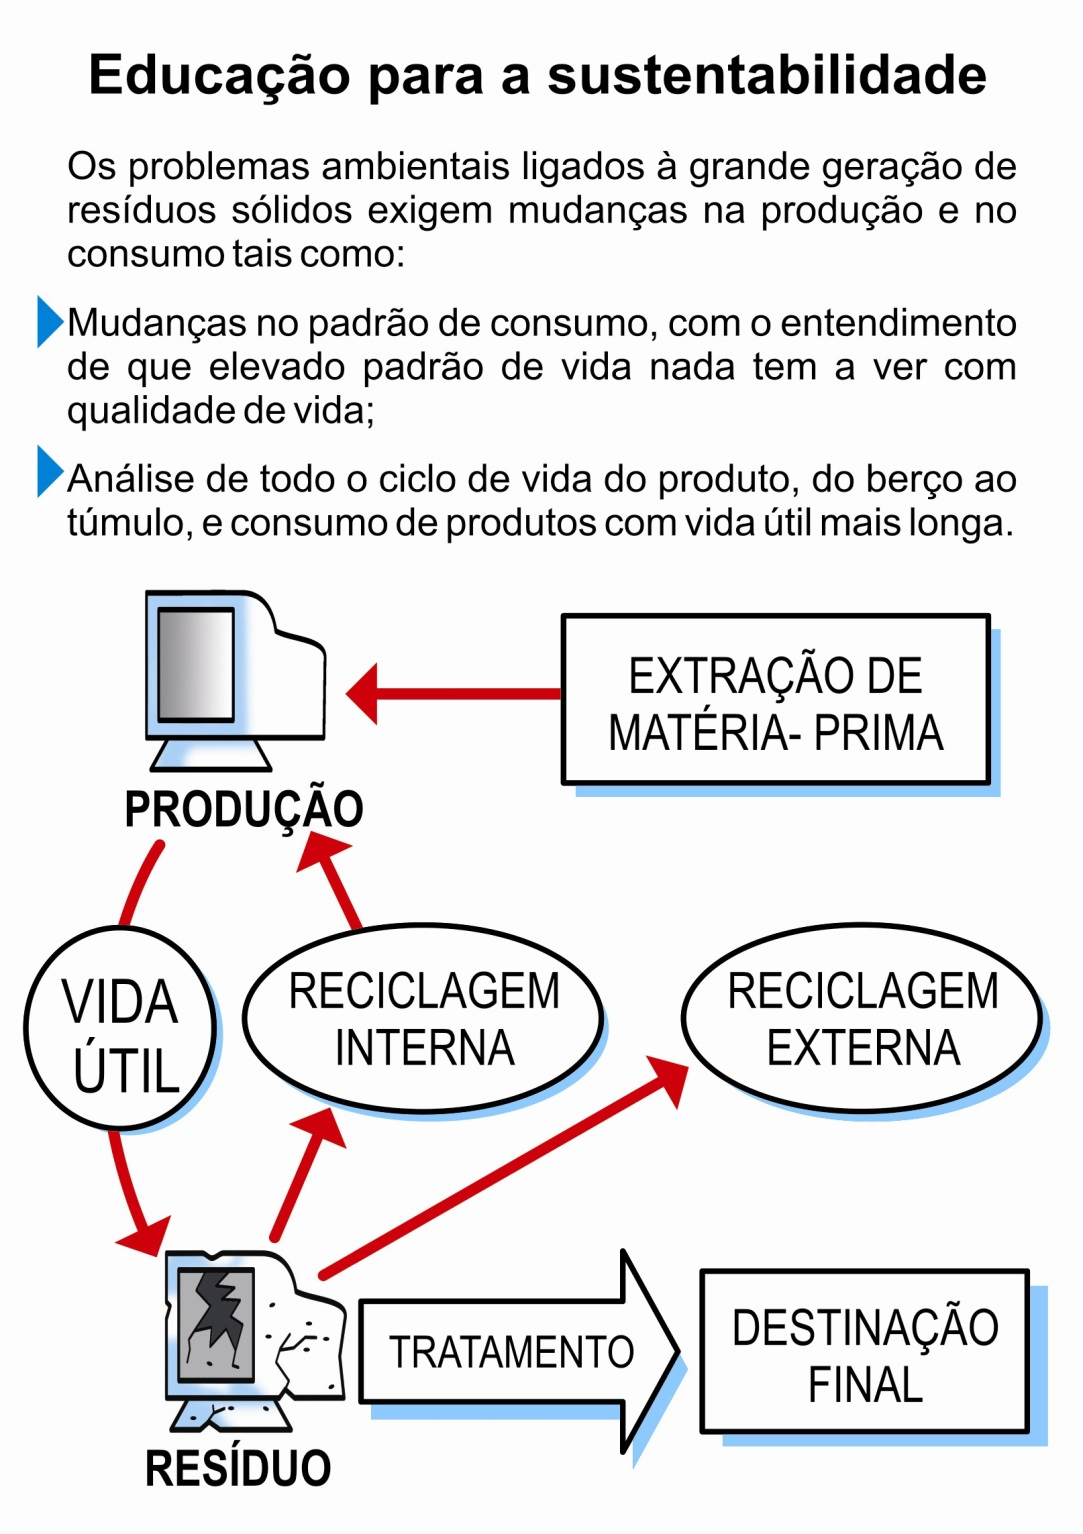 Educação para a sustentabilidade
Os problemas ambientais ligados à grande geração de
resíduos sólidos exigem mudanças na produção e no
consumo tais como:
Mudanças no padrão de consumo, com o entendimento
de que elevado padrão de vida nada tem a ver com
qualidade de vida;
Análise de todo o ciclo de vida do produto, do berço ao
túmulo, e consumo de produtos com vida útil mais longa.
EXTRAÇÃO DE
MATÉRIA- PRIMA
PRODUÇÃO
VIDA
ÚTIL
RECICLAGEM
INTERNA
RECICLAGEM
EXTERNA
TRATAMENTO
DESTINAÇÃO
FINAL
RESÍDUO